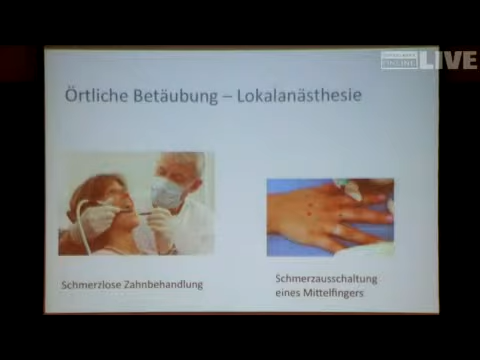 LIVE
Örtliche Betäubung – Lokalanästhesie
Schmerzlose Zahnbehandlung
Schmerzausschaltung
eines Mittelfingers